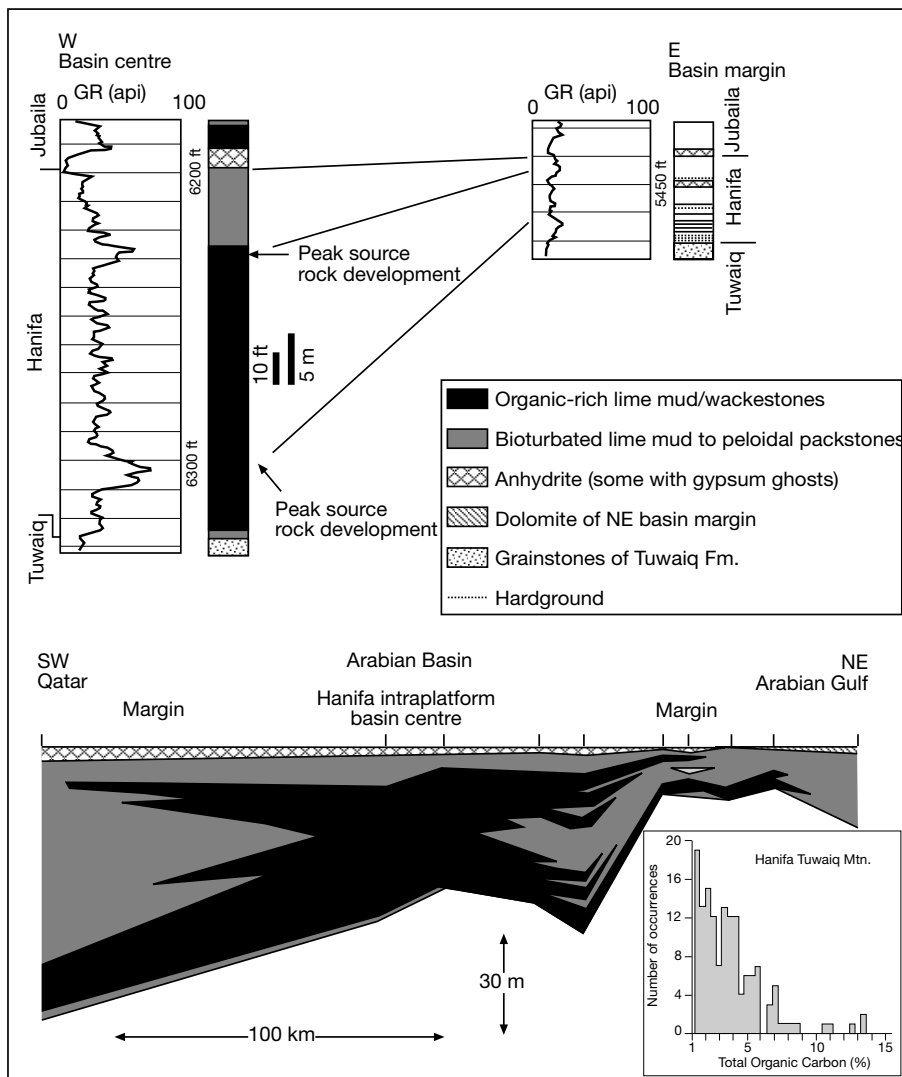 W
Basin centre
GR (api)
0 100
Jubaila
Hanifa
Tuwaiq
6200 ft
6300 ft
Peak source
rock development
Peak source
rock development
10 ft
5 m
E
Basin margin
GR (api)
0 100
5450 ft
Jubaila
Hanifa
Tuwaiq
Organic-rich lime mud/wackestones
Bioturbated lime mud to peloidal packstones
Anhydrite (some with gypsum ghosts)
Dolomite of NE basin margin
Grainstones of Tuwaiq Fm.
Hardground
SW
Qatar
Arabian Basin
NE
Arabian Gulf
Margin
Hanifa intraplatform
basin centre
Margin
30 m
100 km
Hanifa Tuwaiq Mtn.
Number of occurrences
20
16
12
8
4
0
1 5 10 15
Total Organic Carbon (%)